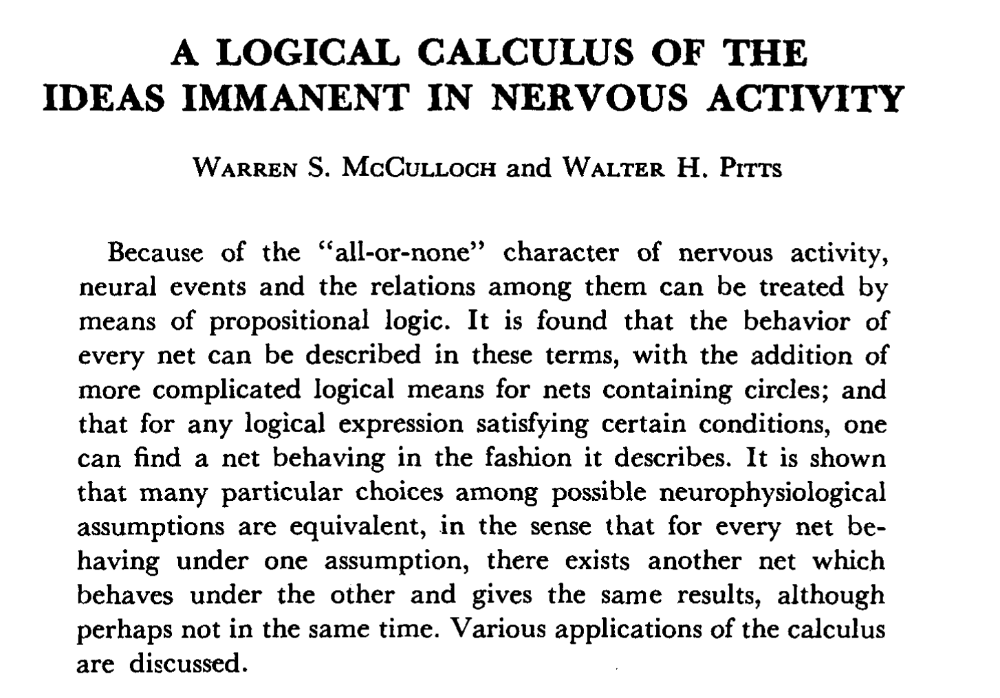 A LOGICAL CALCULUS OF THE
IDEAS IMMANENT IN NERVOUS ACTIVITY
WARREN S. MCCULLOCH and WALTER H. PITTS
Because of the “all-or-none” character of nervous activity,
neural events and the relations among them can be treated by
means of propositional logic. It is found that the behavior of
every net can be described in these terms, with the addition of
more complicated logical means for nets containing circles; and
that for any logical expression satisfying certain conditions, one
can find a net behaving in the fashion it describes. It is shown
that many particular choices among possible neurophysiological
assumptions are equivalent, in the sense that for every net be-
having under one assumption, there exists another net which
behaves under the other and gives the same results, although
perhaps not in the same time. Various applications of the calculus
are discussed.